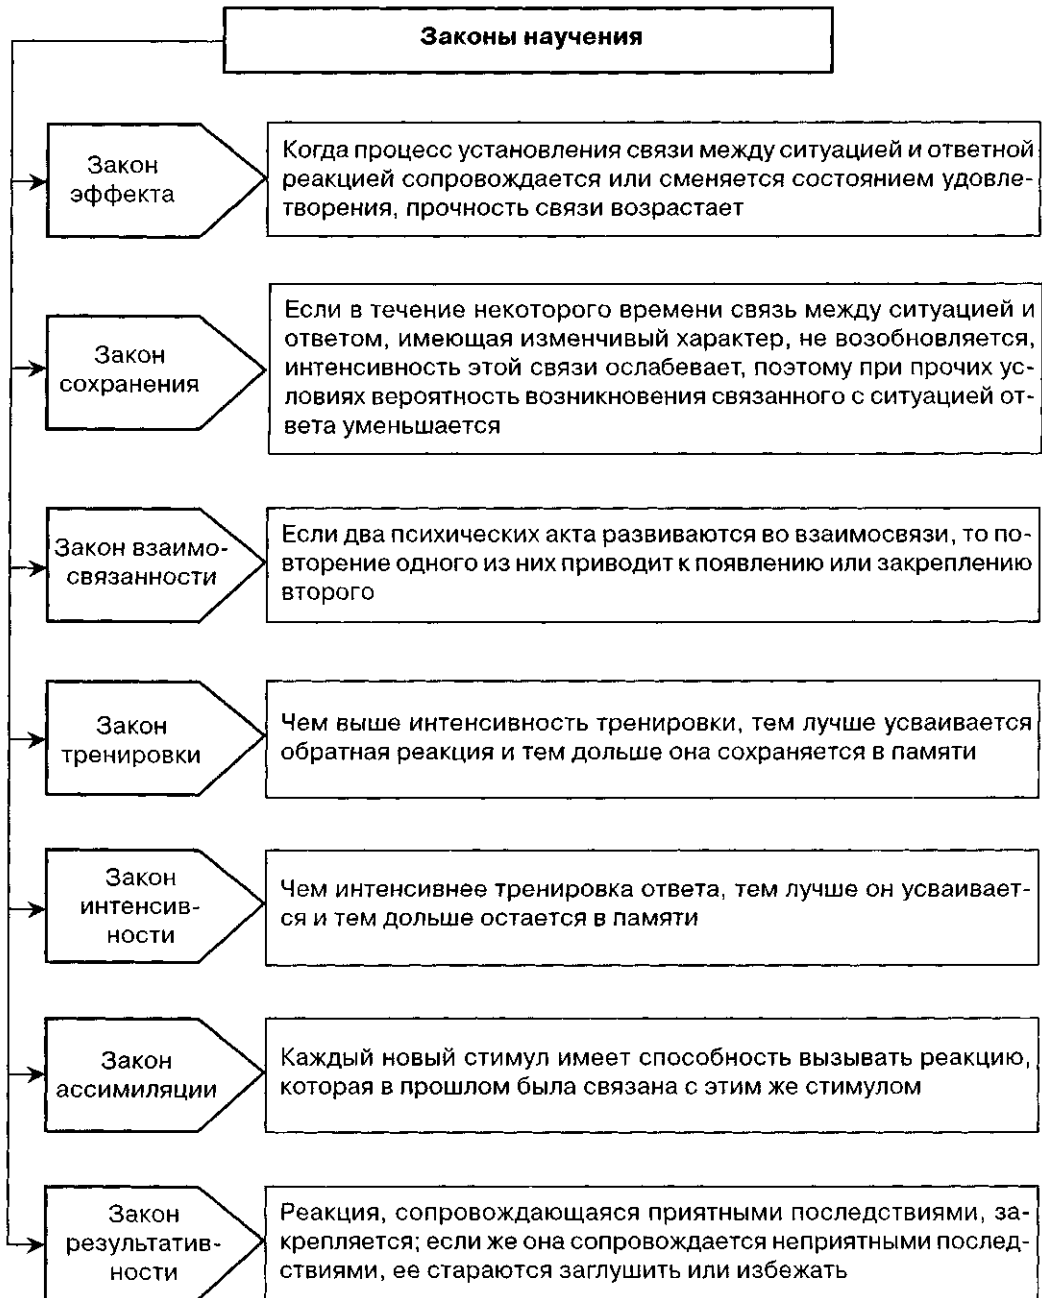 Законы научения
Закон
эффекта
Когда процесс установления связи между ситуацией и ответной
реакцией сопровождается или сменяется состоянием удовле-
творения, прочность связи возрастает
Закон
сохранения
Если в течение некоторого времени связь между ситуацией и
ответом, имеющая изменчивый характер, не возобновляется,
интенсивность этой связи ослабевает, поэтому при прочих ус-
ловиях вероятность возникновения связанного с ситуацией от-
вета уменьшается
Закон взаимо-
связанности
Если два психических акта развиваются во взаимосвязи, то по-
вторение одного из них приводит к появлению или закреплению
второго
Закон
тренировки
Чем выше интенсивность тренировки, тем лучше усваивается
обратная реакция и тем дольше она сохраняется в памяти
Закон
интенсив-
ности
Чем интенсивнее тренировка ответа, тем лучше он усваивает-
ся и тем дольше остается в памяти
Закон
ассимиляции
Каждый новый стимул имеет способность вызывать реакцию,
которая в прошлом была связана с этим же стимулом
Закон
результатив-
ности
Реакция, сопровождающаяся приятными последствиями, за-
крепляется; если же она сопровождается неприятными послед-
ствиями, ее стараются заглушить или избежать